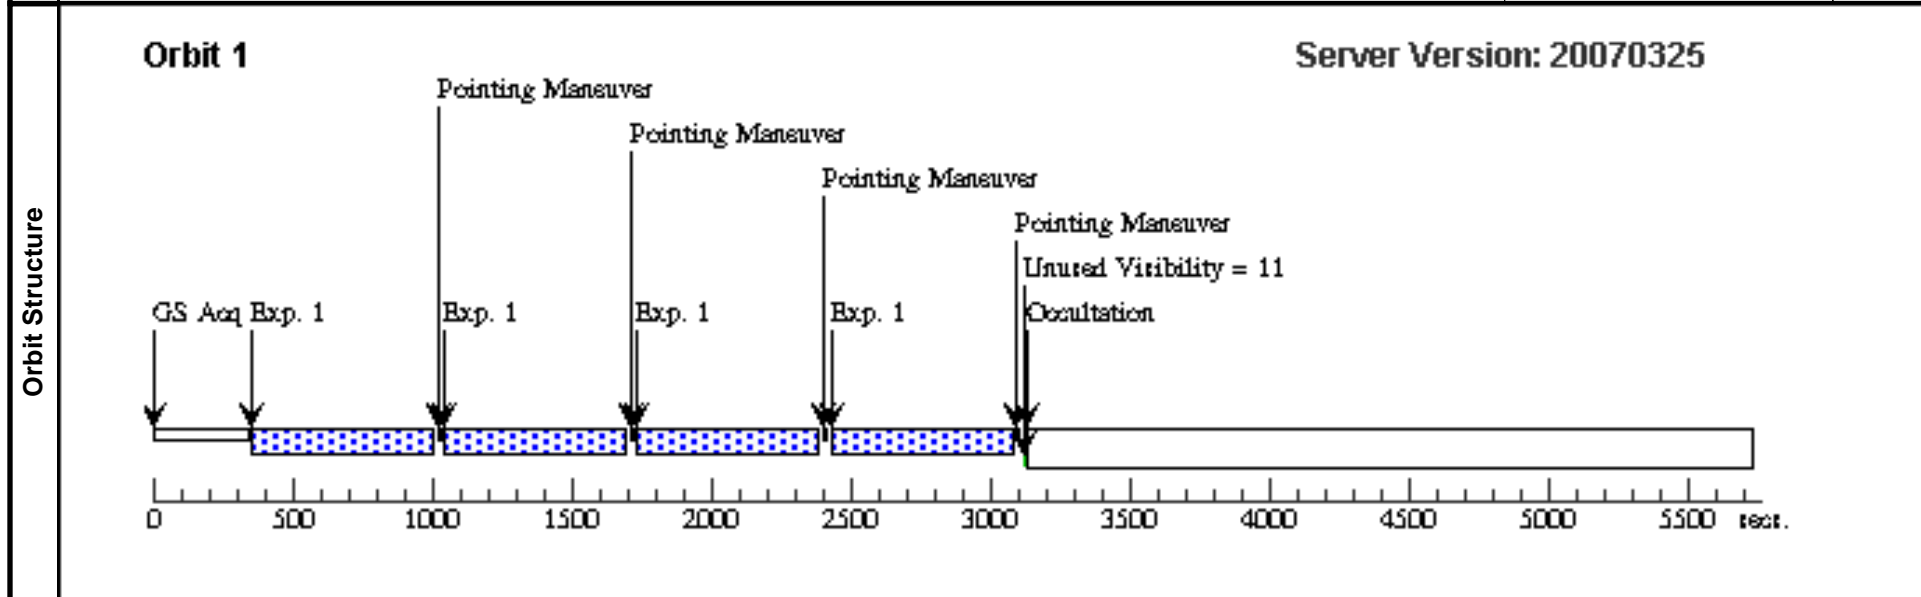 Orbit Structure
Orbit 1
Server Version: 20070325
Pointing Maneuver
Pointing Maneuver
Pointing Maneuver
Pointing Maneuver
Unused Visibility = 11
GS Acq Exp. 1 Exp. 1 Exp. 1 Exp. 1 Occultation
0 500 1000 1500 2000 2500 3000 3500 4000 4500 5000 5500 secs.